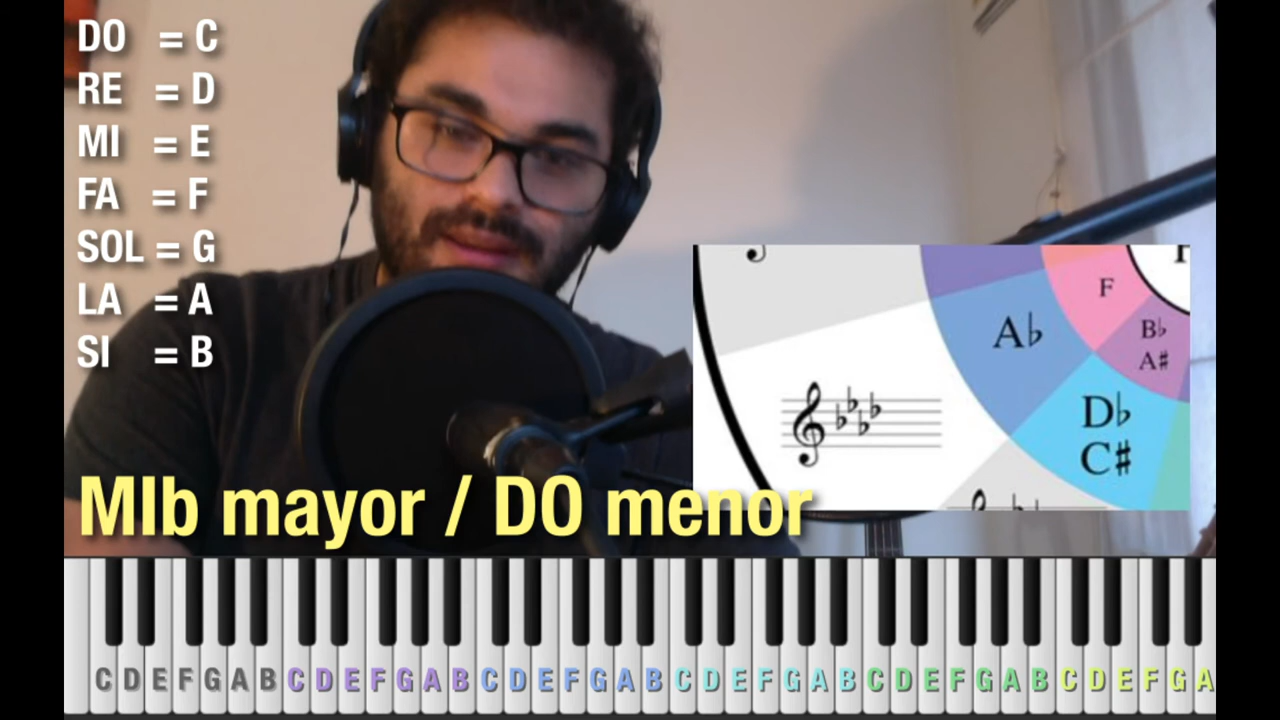 DO = C
RE = D
MI = E
FA = F
SOL = G
LA = A
SI = B
F
A♭
B♭
A♯
D♭
C♯
MIb mayor / DO menor
C D E F G A B C D E F G A B C D E F G A B C D E F G A B C D E F G A B C D E F G A